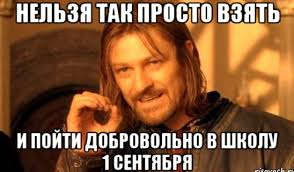 НЕЛЬЗЯ ТАК ПРОСТО ВЗЯТЬ
И ПОЙТИ ДОБРОВОЛЬНО В ШКОЛУ
1 СЕНТЯБРЯ